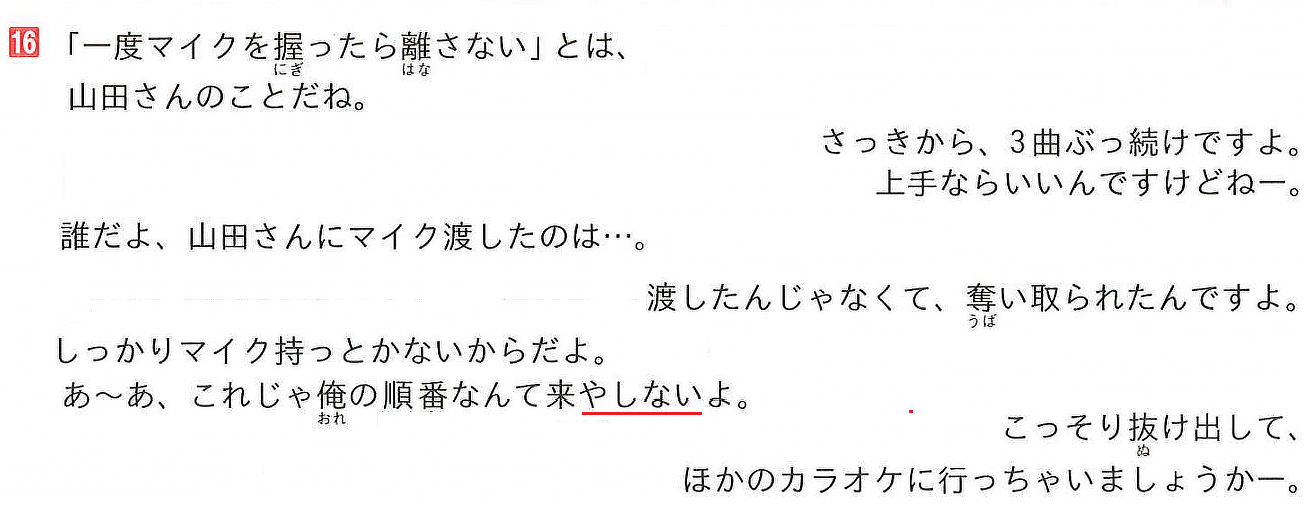 16 「一度マイクを握ったら離さない」とは、
にぎ はな
山田さんのことだね。
さっきから、3曲ぶっ続けですよ。
上手ならいいんですけどねー。
誰だよ、山田さんにマイク渡したのは…。
渡したんじゃなくて、奪い取られたんですよ。
うば
しっかりマイク持っとかないからだよ。
あ～あ、これじゃ俺の順番なんて来やしないよ。
おれ
こっそり抜け出して、
ぬ
ほかのカラオケに行っちゃいましょうかー。